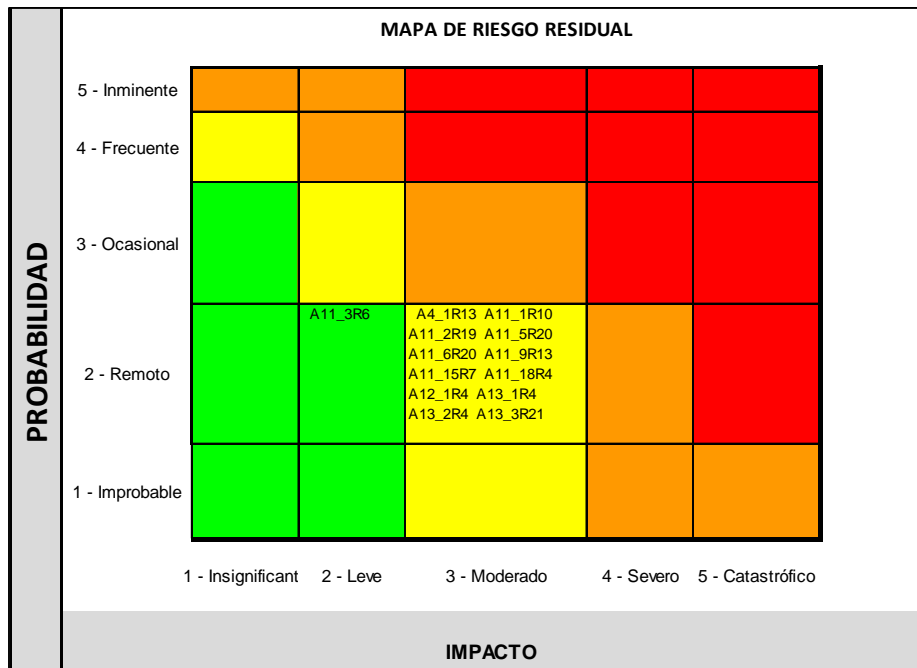 MAPA DE RIESGO RESIDUAL
PROBABILIDAD
5 - Inminente
4 - Frecuente
3 - Ocasional
2 - Remoto
A11_3R6
A4_1R13 A11_1R10
A11_2R19 A11_5R20
A11_6R20 A11_9R13
A11_15R7 A11_18R4
A12_1R4 A13_1R4
A13_2R4 A13_3R21
1 - Improbable
1 - Insignificant 2 - Leve 3 - Moderado 4 - Severo 5 - Catastrófico
IMPACTO